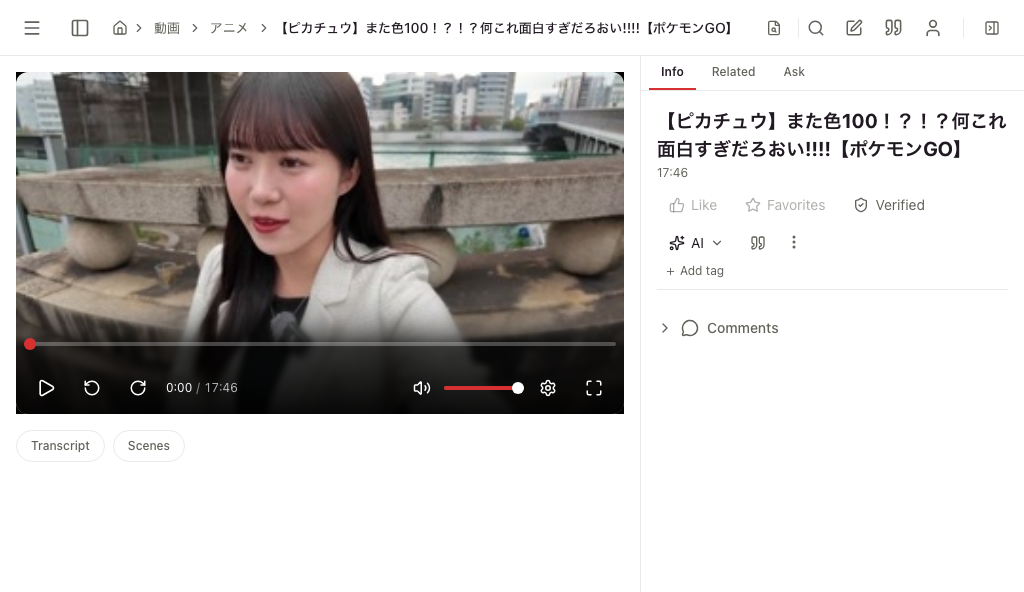 動画
アニメ
【ピカチュウ】また色100！？！？何これ面白すぎだろおい!!!!【ポケモンGO】
Info
Related
Ask
【ピカチュウ】また色100！？！？何これ
面白すぎだろおい!!!!【ポケモンGO】
17:46
Like
Favorites
Verified
AI
+ Add tag
Comments
0:00 / 17:46
Transcript
Scenes